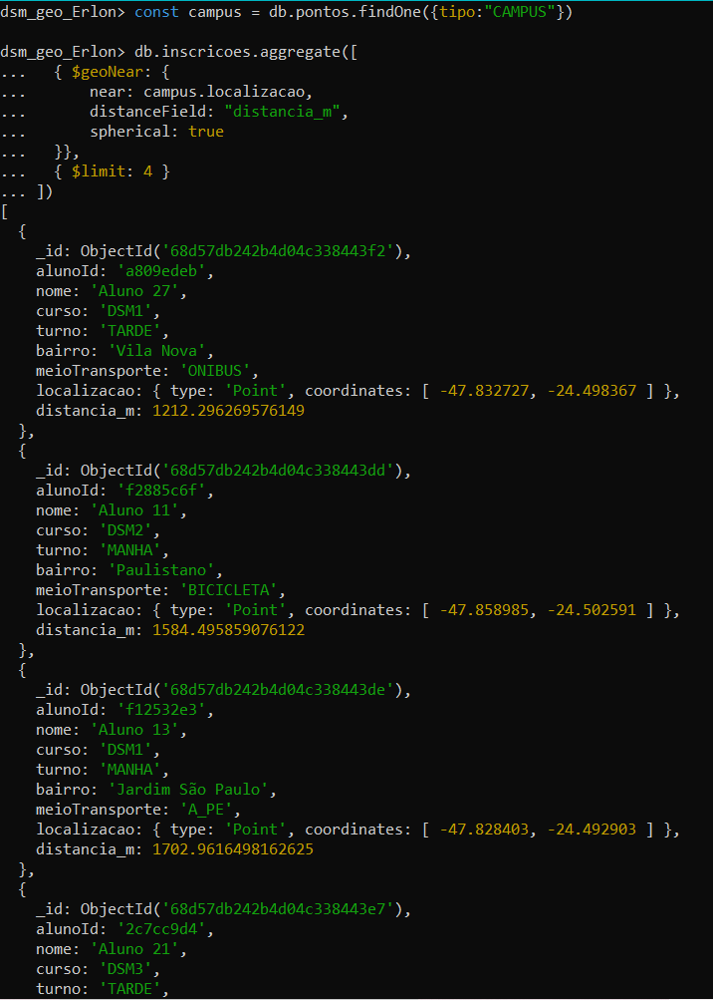 dsm_geo_Erlon> const campus = db.pontos.findOne({tipo:"CAMPUS"})

dsm_geo_Erlon> db.inscricoes.aggregate([
...   { $geoNear: {
...       near: campus.localizacao,
...       distanceField: "distancia_m",
...       spherical: true
...   }},
...   { $limit: 4 }
... ])
[
  {
    _id: ObjectId('68d57db242b4d04c338443f2'),
    alunoId: 'a809edeb',
    nome: 'Aluno 27',
    curso: 'DSM1',
    turno: 'TARDE',
    bairro: 'Vila Nova',
    meioTransporte: 'ONIBUS',
    localizacao: { type: 'Point', coordinates: [ -47.832727, -24.498367 ] },
    distancia_m: 1212.296269576149
  },
  {
    _id: ObjectId('68d57db242b4d04c338443dd'),
    alunoId: 'f2885c6f',
    nome: 'Aluno 11',
    curso: 'DSM2',
    turno: 'MANHA',
    bairro: 'Paulistano',
    meioTransporte: 'BICICLETA',
    localizacao: { type: 'Point', coordinates: [ -47.858985, -24.502591 ] },
    distancia_m: 1584.495859076122
  },
  {
    _id: ObjectId('68d57db242b4d04c338443de'),
    alunoId: 'f12532e3',
    nome: 'Aluno 13',
    curso: 'DSM1',
    turno: 'MANHA',
    bairro: 'Jardim São Paulo',
    meioTransporte: 'A_PE',
    localizacao: { type: 'Point', coordinates: [ -47.828403, -24.492903 ] },
    distancia_m: 1702.9616498162625
  },
  {
    _id: ObjectId('68d57db242b4d04c338443e7'),
    alunoId: '2c7cc9d4',
    nome: 'Aluno 21',
    curso: 'DSM3',
    turno: 'TARDE',